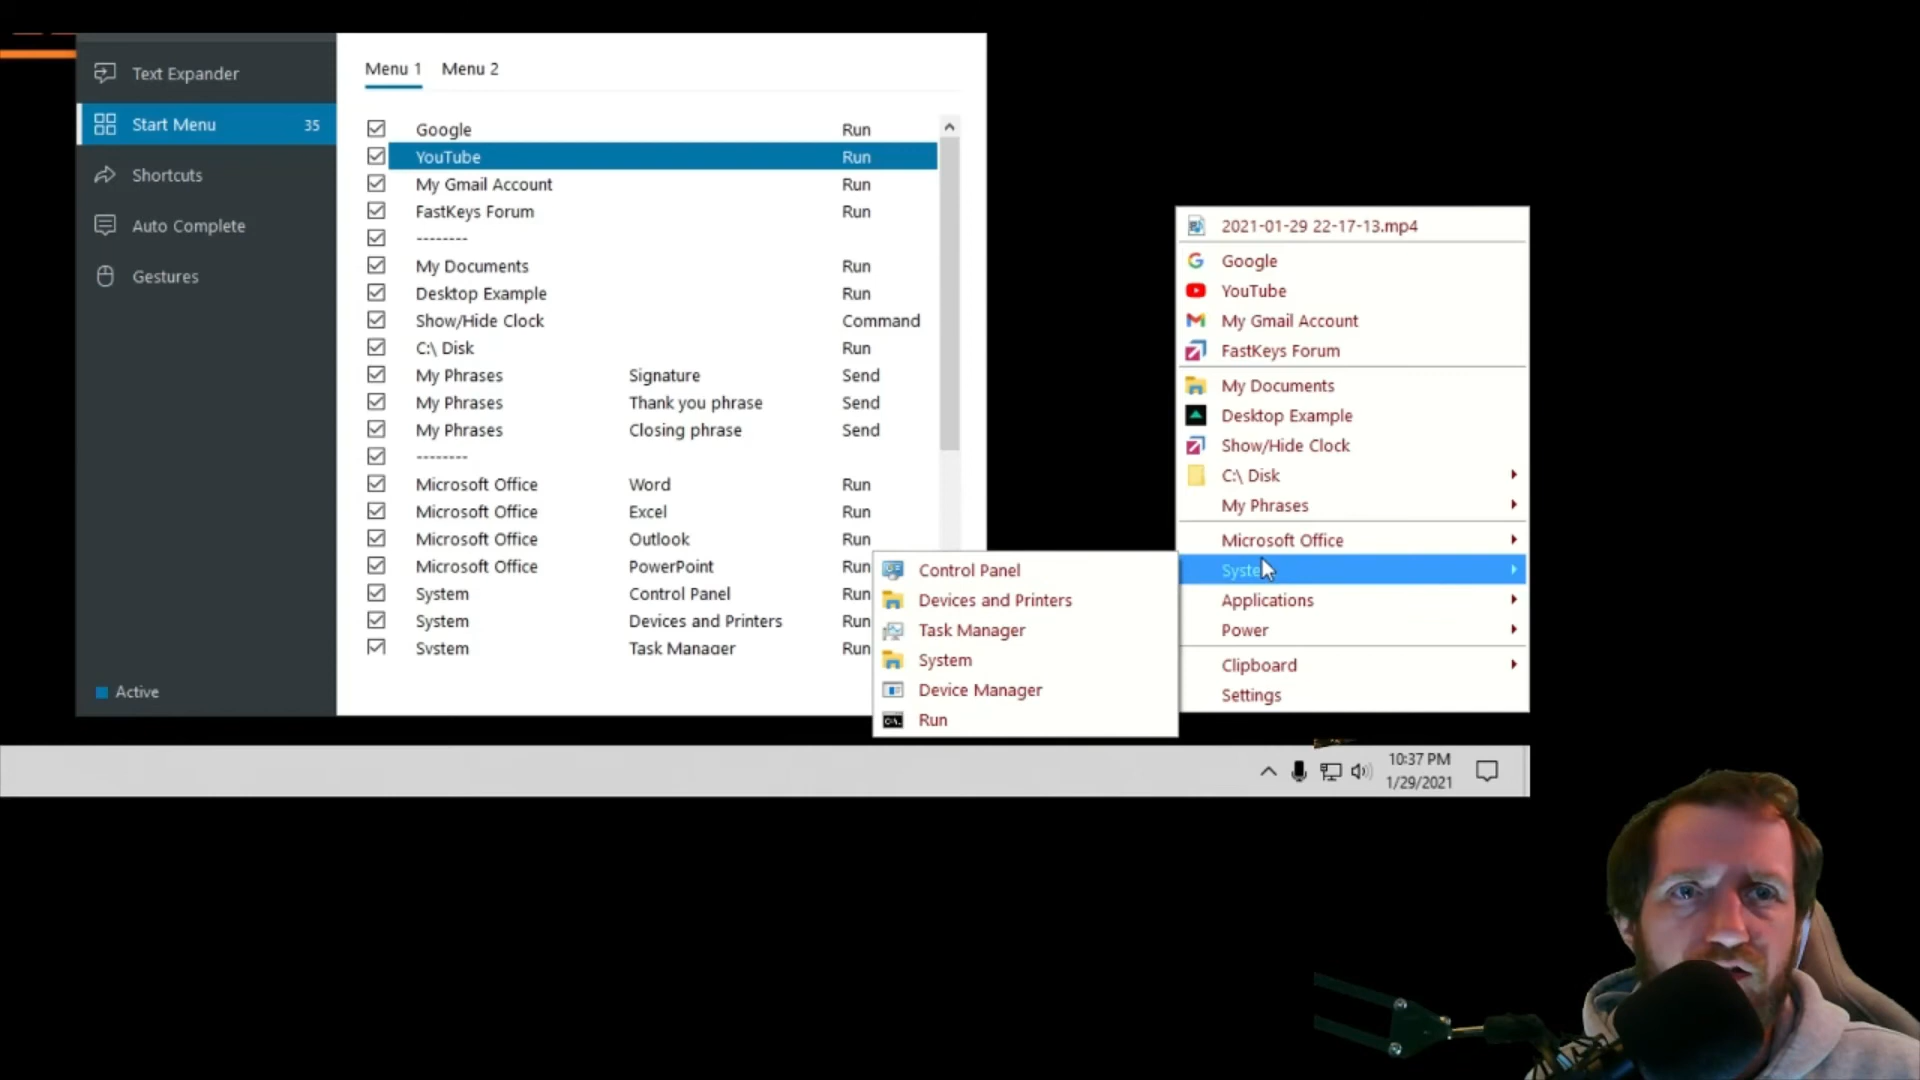 Text Expander
Start Menu 35
Shortcuts
Auto Complete
Gestures
Active
Menu 1 Menu 2
Google Run
YouTube Run
My Gmail Account Run
FastKeys Forum Run
--------
My Documents Run
Desktop Example Run
Show/Hide Clock Command
C:\ Disk Run
My Phrases Signature Send
My Phrases Thank you phrase Send
My Phrases Closing phrase Send
--------
Microsoft Office Word Run
Microsoft Office Excel Run
Microsoft Office Outlook Run
Microsoft Office PowerPoint Run
System Control Panel Run
System Devices and Printers Run
System Task Manager Run
Control Panel
Devices and Printers
Task Manager
System
Device Manager
Run
2021-01-29 22-17-13.mp4
Google
YouTube
My Gmail Account
FastKeys Forum
My Documents
Desktop Example
Show/Hide Clock
C:\ Disk
My Phrases
Microsoft Office
System
Applications
Power
Clipboard
Settings
10:37 PM
1/29/2021